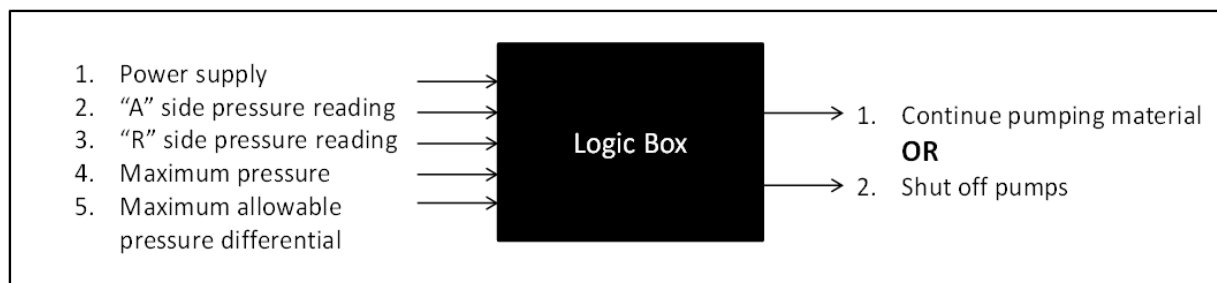 1. Power supply
2. “A” side pressure reading
3. “R” side pressure reading
4. Maximum pressure
5. Maximum allowable
pressure differential
Logic Box
1. Continue pumping material
OR
2. Shut off pumps